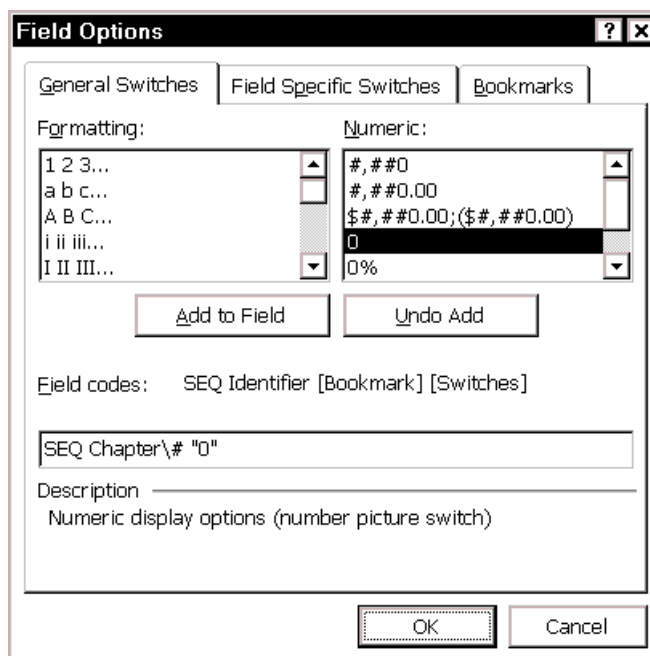 Field Options
General Switches Field Specific Switches Bookmarks
Formatting: Numeric:
1 2 3... #,##0
a b c... #,##0.00
A B C... $#,##0.00;($#,##0.00)
i ii iii... 0
I II III... 0%
Add to Field Undo Add
Field codes: SEQ Identifier [Bookmark] [Switches]
SEQ Chapter\# "0"
Description
Numeric display options (number picture switch)
OK Cancel